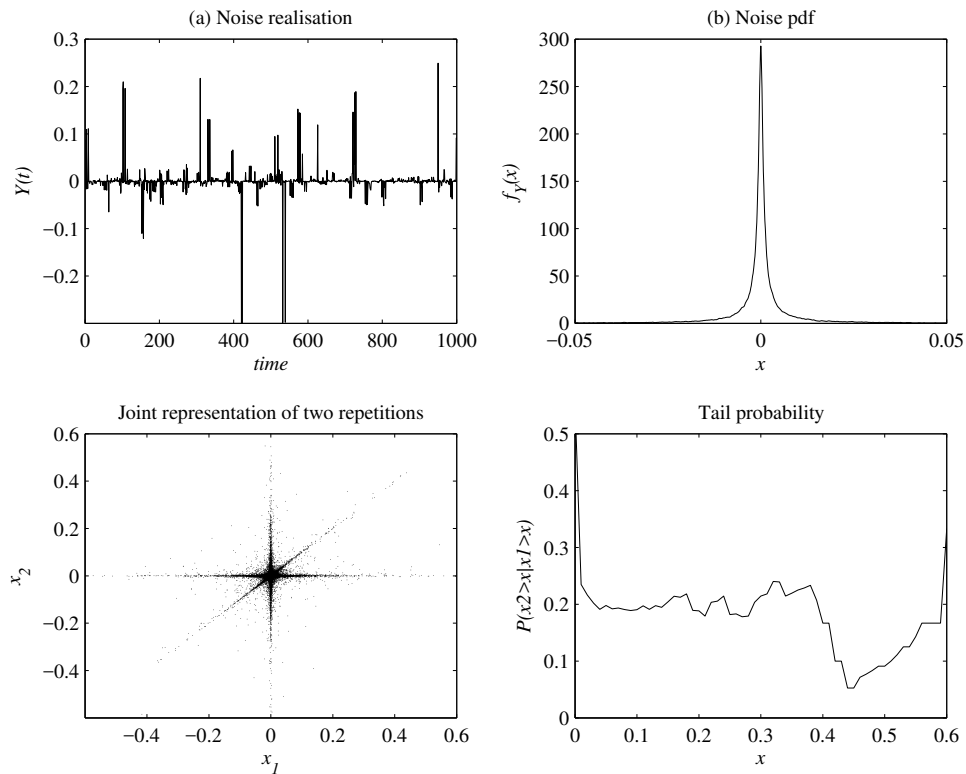 (a) Noise realisation
0.3
0.2
0.1
0
−0.1
−0.2
Y(t)
0 200 400 600 800 1000
time
(b) Noise pdf
300
250
200
150
100
50
0
f_Y(x)
−0.05 0 0.05
x
Joint representation of two repetitions
0.6
0.4
0.2
0
−0.2
−0.4
x_2
−0.4 −0.2 0 0.2 0.4 0.6
x_1
Tail probability
0.5
0.4
0.3
0.2
0.1
0
P(x2>x|x1>x)
0 0.1 0.2 0.3 0.4 0.5 0.6
x